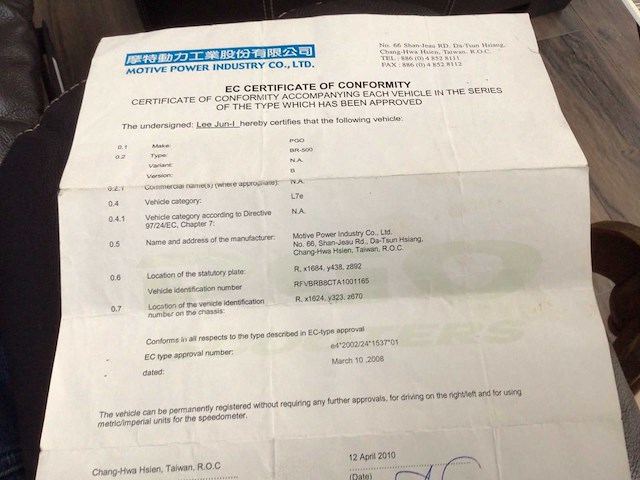 摩特動力工業股份有限公司
MOTIVE POWER INDUSTRY CO., LTD.
No. 66 Shan-Jeau RD. Da-Tsun Hsiang,
Chang-Hwa Hsien, Taiwan, R.O.C.
TEL : 886 (0) 4 852 8111
FAX : 886 (0) 4 852 8112
EC CERTIFICATE OF CONFORMITY
CERTIFICATE OF CONFORMITY ACCOMPANYING EACH VEHICLE IN THE SERIES
OF THE TYPE WHICH HAS BEEN APPROVED
The undersigned: Lee Jun-I hereby certifies that the following vehicle:
0.1 Make: PGO
0.2 Type: BR-500
Variant: N.A.
Version: B
0.2.1 Commercial name(s) (where appropriate): N.A.
0.4 Vehicle category: L7e
0.4.1 Vehicle category according to Directive N.A.
97/24/EC, Chapter 7:
0.5 Name and address of the manufacturer: Motive Power Industry Co., Ltd.
No. 66, Shan-Jeau Rd., Da-Tsun Hsiang,
Chang-Hwa Hsien, Taiwan, R.O.C.
0.6 Location of the statutory plate: R, x1684, y438, z892
Vehicle identification number RFVBRB8CTA1001165
0.7 Location of the vehicle identification R, x1624, y323, z670
number on the chassis:
Conforms in all respects to the type described in EC-type approval
- EC type approval number: e4*2002/24*1537*01
- dated: March 10 ,2008
The vehicle can be permanently registered without requiring any further approvals, for driving on the right/left and for using
metric/imperial units for the speedometer.
Chang-Hwa Hsien, Taiwan, R.O.C 12 April 2010
(Date)